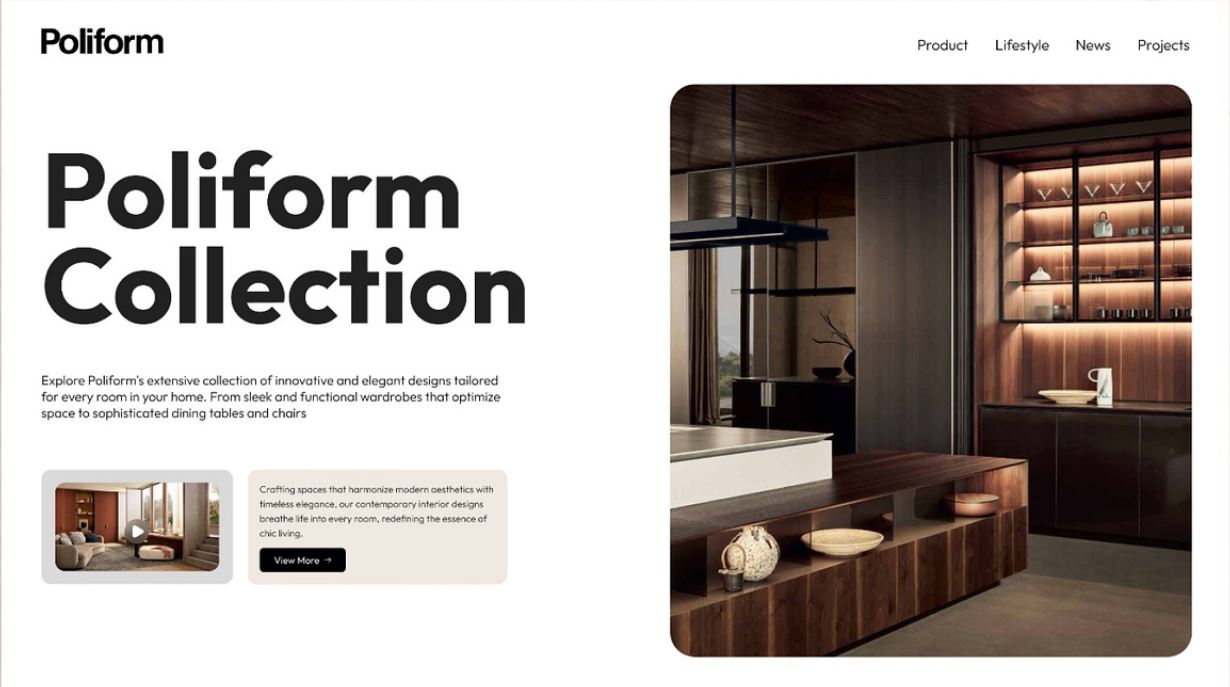 Poliform
Product
Lifestyle
News
Projects
Poliform
Collection
Explore Poliform's extensive collection of innovative and elegant designs tailored
for every room in your home. From sleek and functional wardrobes that optimize
space to sophisticated dining tables and chairs
Crafting spaces that harmonize modern aesthetics with
timeless elegance, our contemporary interior designs
breathe life into every room, redefining the essence of
chic living.
View More →